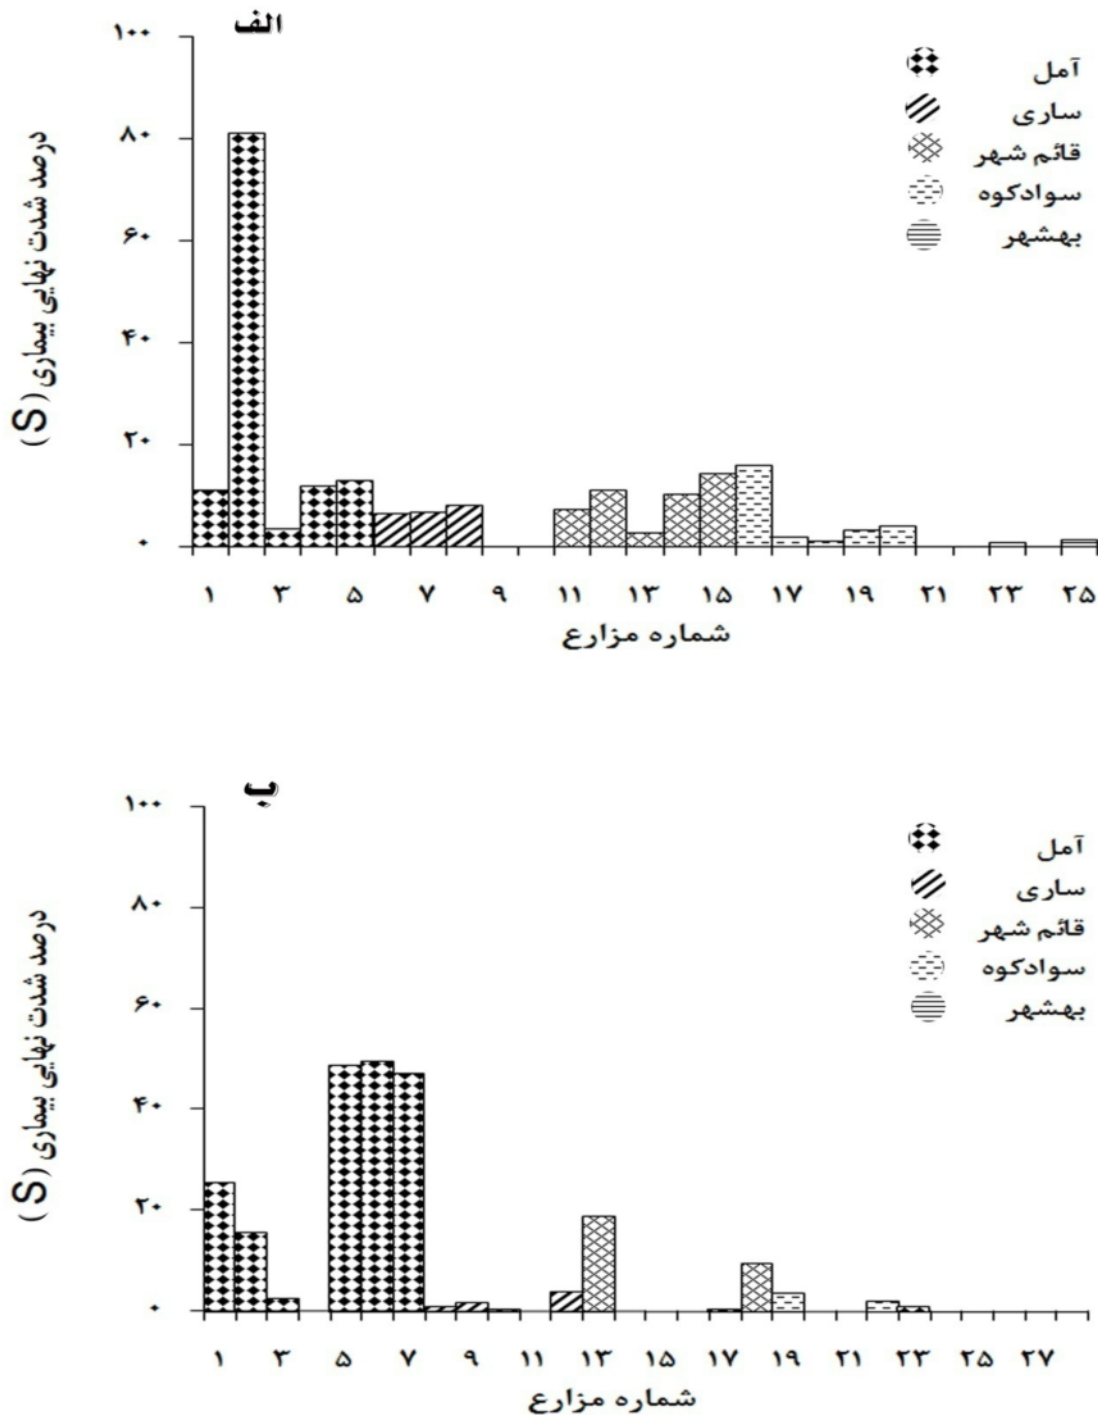 الف
۱۰۰
۸۰
۶۰
۴۰
۲۰
۰
درصد شدت نهایی بیماری (S)
آمل
ساری
قائم شهر
سوادکوه
بهشهر
۱ ۳ ۵ ۷ ۹ ۱۱ ۱۳ ۱۵ ۱۷ ۱۹ ۲۱ ۲۳ ۲۵
شماره مزارع
ب
۱۰۰
۸۰
۶۰
۴۰
۲۰
۰
درصد شدت نهایی بیماری (S)
آمل
ساری
قائم شهر
سوادکوه
بهشهر
۱ ۳ ۵ ۷ ۹ ۱۱ ۱۳ ۱۵ ۱۷ ۱۹ ۲۱ ۲۳ ۲۵ ۲۷
شماره مزارع